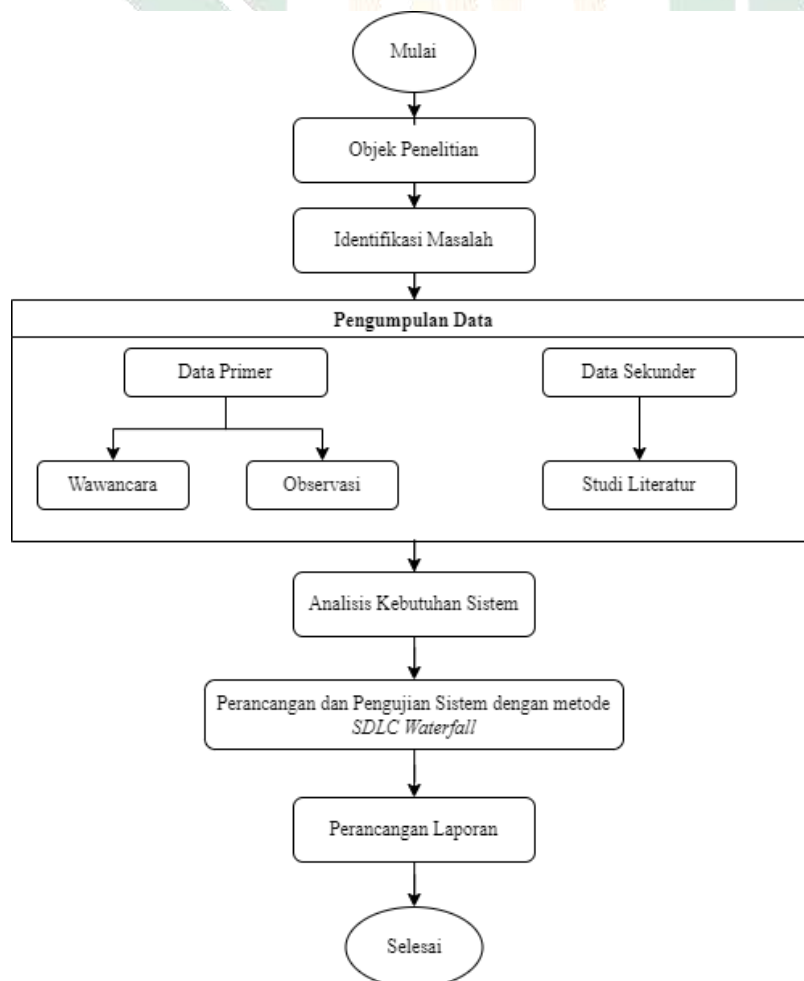 Mulai
Objek Penelitian
Identifikasi Masalah
Pengumpulan Data
Data Primer
Data Sekunder
Wawancara
Observasi
Studi Literatur
Analisis Kebutuhan Sistem
Perancangan dan Pengujian Sistem dengan metode
SDLC Waterfall
Perancangan Laporan
Selesai